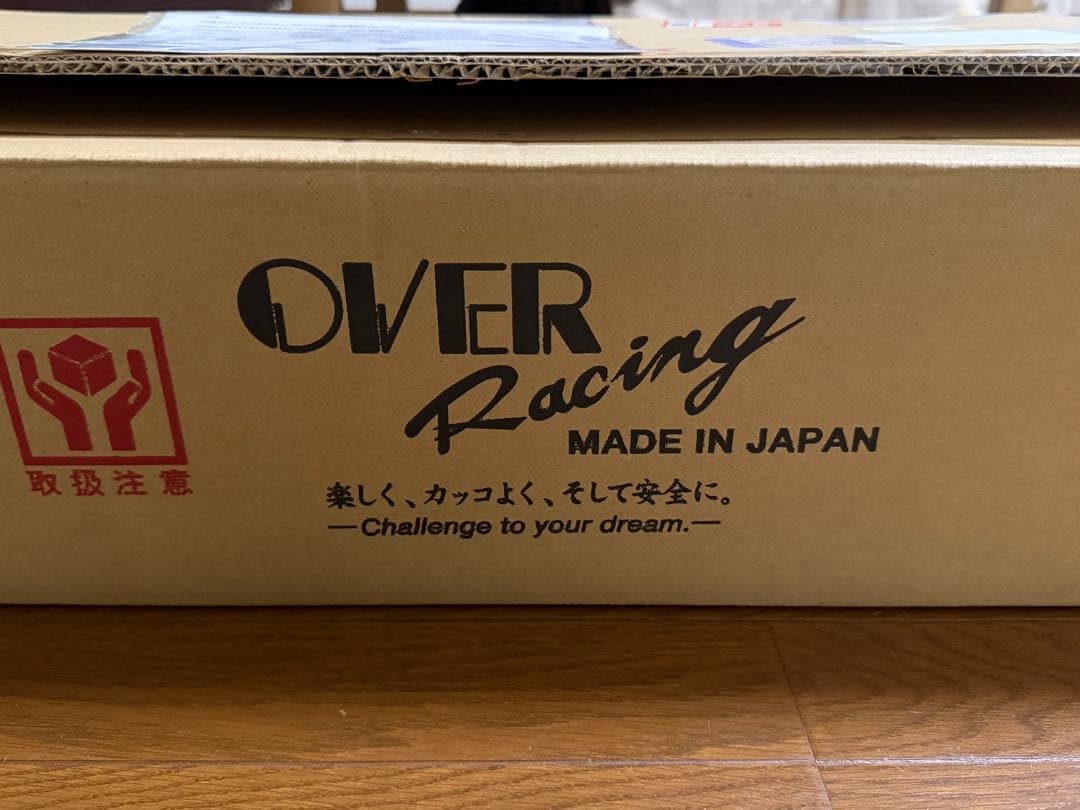 OVER
Racing
MADE IN JAPAN
取扱注意
楽しく、カッコよく、そして安全に。
—Challenge to your dream.—